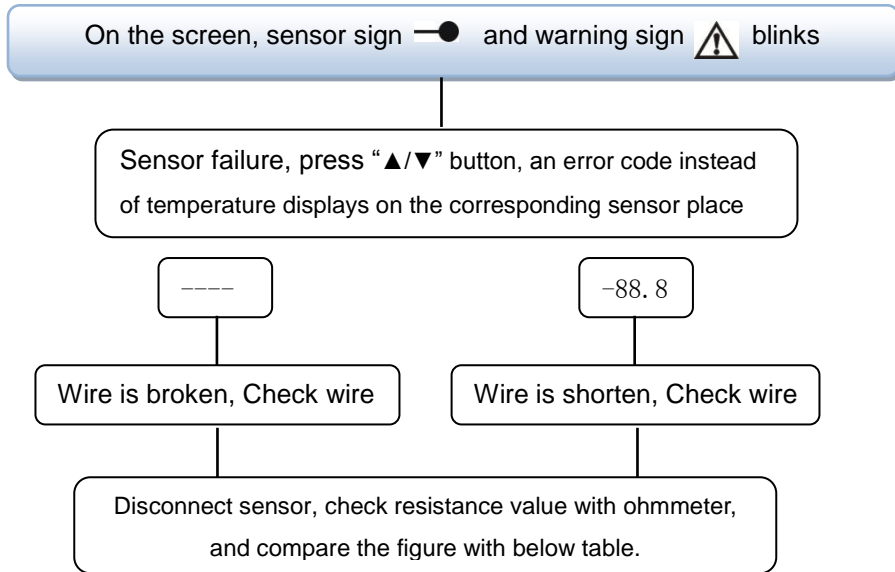 On the screen, sensor sign and warning sign blinks
Sensor failure, press “▲/▼” button, an error code instead
of temperature displays on the corresponding sensor place
----
-88.8
Wire is broken, Check wire
Wire is shorten, Check wire
Disconnect sensor, check resistance value with ohmmeter,
and compare the figure with below table.